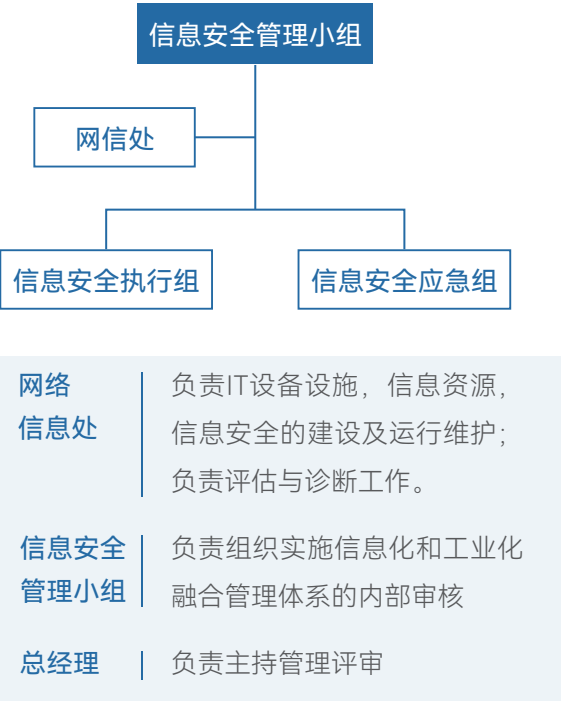 信息安全管理小组
网信处
信息安全执行组
信息安全应急组
网络
信息处
负责IT设备设施，信息资源，
信息安全的建设及运行维护；
负责评估与诊断工作。
信息安全
管理小组
负责组织实施信息化和工业化
融合管理体系的内部审核
总经理
负责主持管理评审